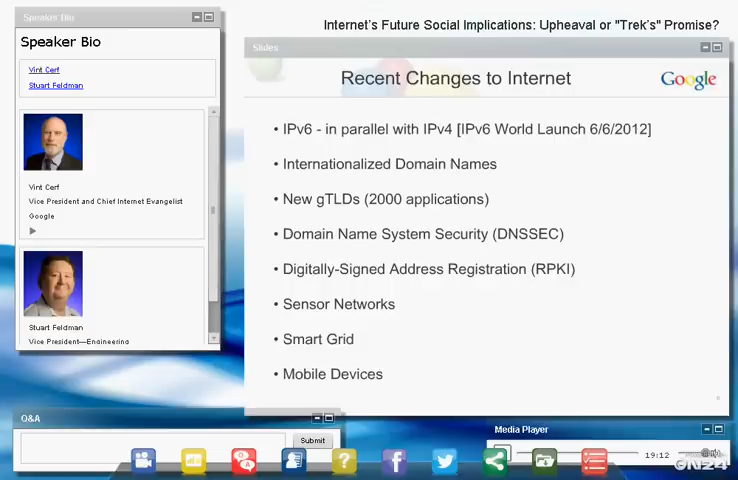 Internet's Future Social Implications: Upheaval or "Trek's" Promise?
Speaker Bio
Speaker Bio
Vint Cerf
Stuart Feldman
Vint Cerf
Vice President and Chief Internet Evangelist
Google
Stuart Feldman
Vice President—Engineering
Slides
Recent Changes to Internet
Google
• IPv6 - in parallel with IPv4 [IPv6 World Launch 6/6/2012]
• Internationalized Domain Names
• New gTLDs (2000 applications)
• Domain Name System Security (DNSSEC)
• Digitally-Signed Address Registration (RPKI)
• Sensor Networks
• Smart Grid
• Mobile Devices
Q&A
Submit
Media Player
19:12
ON24